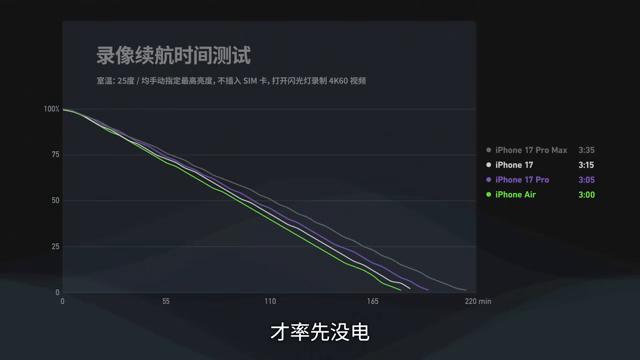 录像续航时间测试
室温：25度 / 均手动指定最高亮度，不插入 SIM 卡，打开闪光灯录制 4K60 视频
100%
75
50
25
0
0 55 110 165 220 min
iPhone 17 Pro Max 3:35
iPhone 17 3:15
iPhone 17 Pro 3:05
iPhone Air 3:00
才率先没电